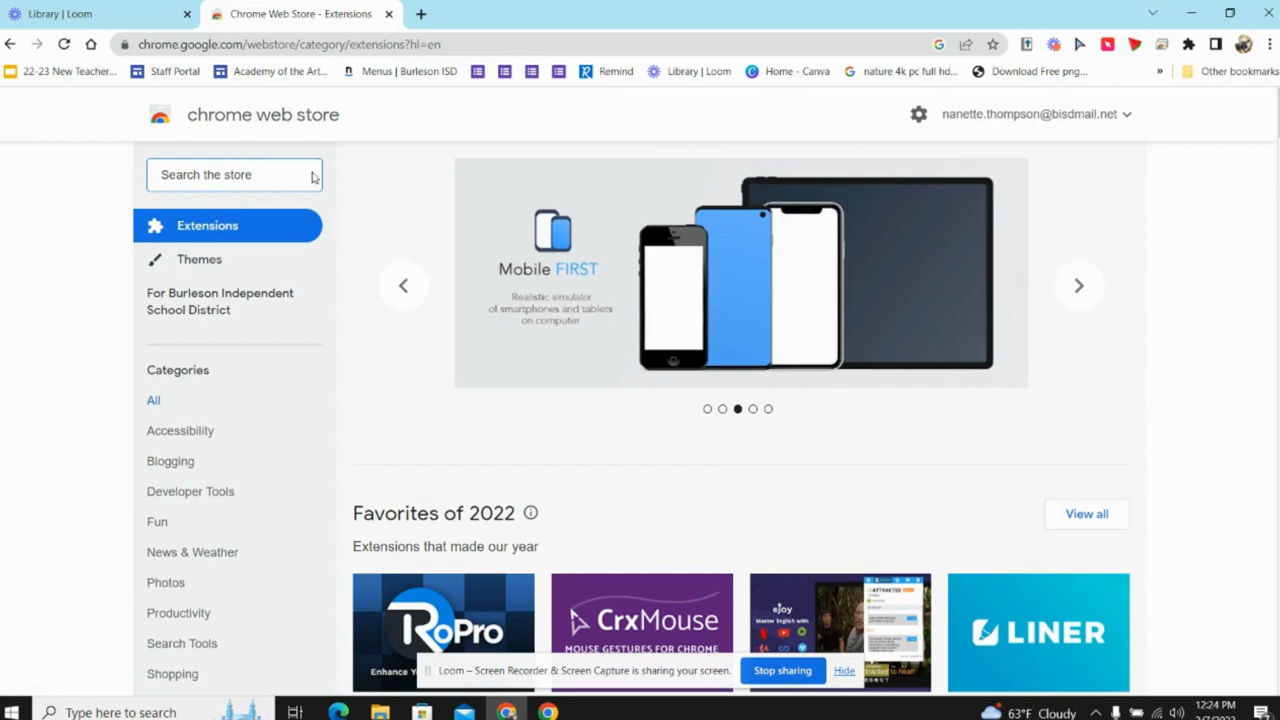 Library | Loom
Chrome Web Store - Extensions
chrome.google.com/webstore/category/extensions?hl=en
22-23 New Teacher...
Staff Portal
Academy of the Art...
Menus | Burleson ISD
Remind
Library | Loom
Home - Canva
nature 4k pc full hd...
Download Free png...
»
Other bookmarks
chrome web store
nanette.thompson@bisdmail.net
Search the store
Extensions
Themes
For Burleson Independent
School District
Categories
All
Accessibility
Blogging
Developer Tools
Fun
News & Weather
Photos
Productivity
Search Tools
Shopping
Mobile FIRST
Realistic simulator
of smartphones and tablets
on computer
Favorites of 2022
View all
Extensions that made our year
RoPro
Enhance
CrxMouse
MOUSE GESTURES FOR CHROME
eJOY
Master English with
ATTRACTED
LINER
Loom – Screen Recorder & Screen Capture is sharing your screen.
Stop sharing
Hide
Type here to search
63°F Cloudy
12:24 PM